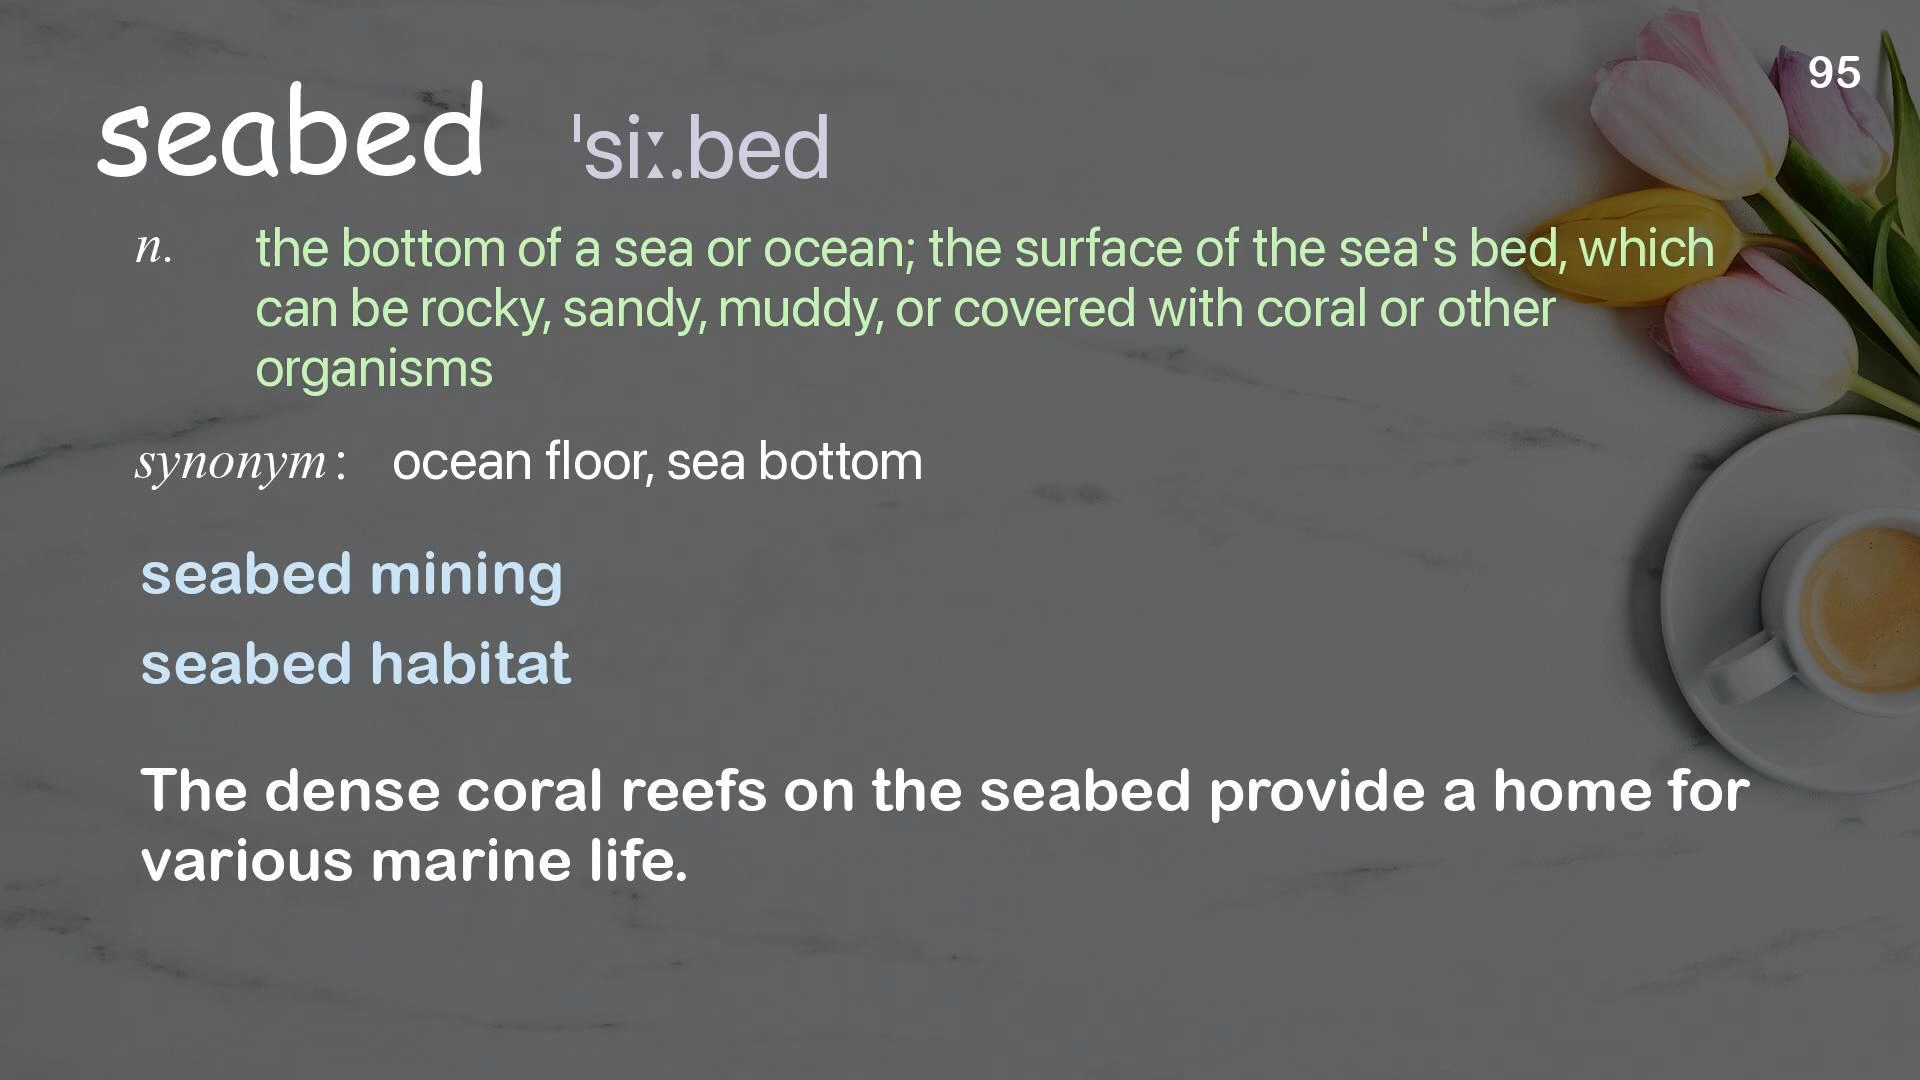 95
seabed ˈsiː.bed
n. the bottom of a sea or ocean; the surface of the sea's bed, which
can be rocky, sandy, muddy, or covered with coral or other
organisms
synonym: ocean floor, sea bottom
seabed mining
seabed habitat
The dense coral reefs on the seabed provide a home for
various marine life.